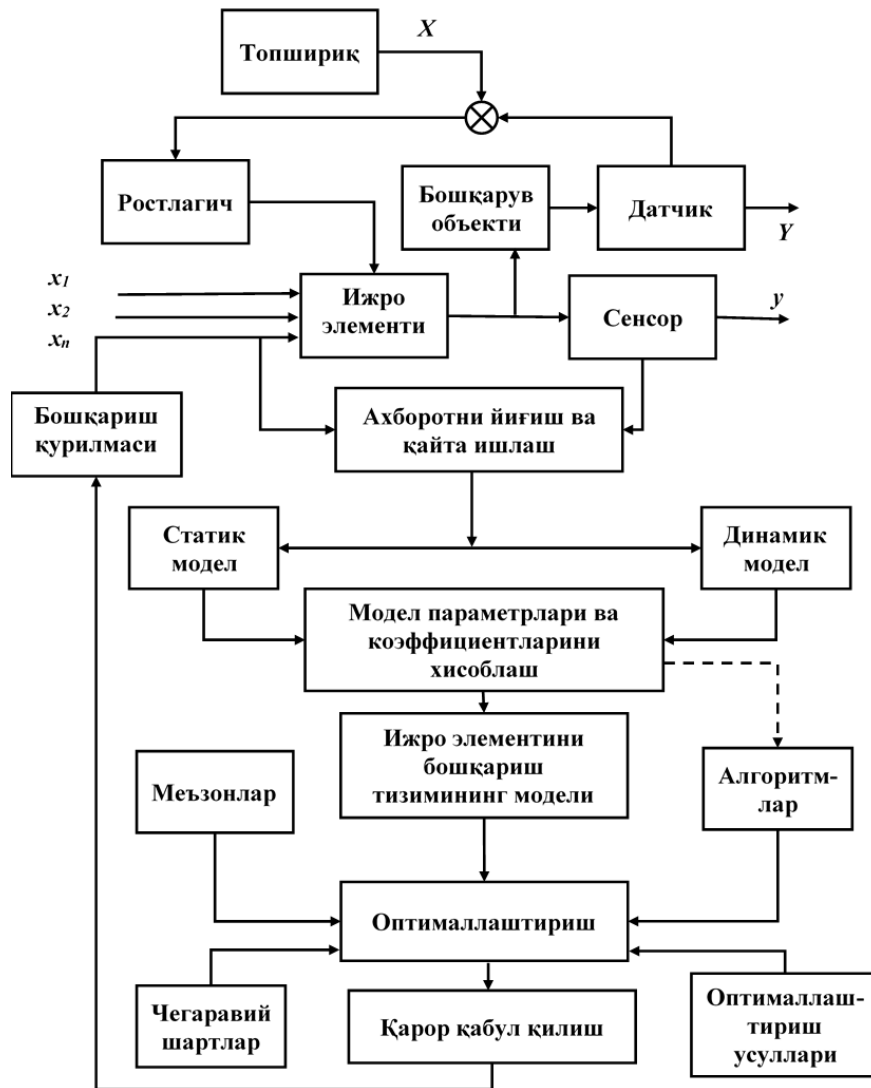 X
Топшириқ
Ростлагич
Бошқарув
объекти
Датчик
Y
x1
x2
xn
Ижро
элементи
Сенсор
y
Бошқариш
қурилмаси
Ахборотни йиғиш ва
қайта ишлаш
Статик
модел
Динамик
модел
Модел параметрлари ва
коэффициентларини
хисоблаш
Ижро элементини
бошқариш
тизимининг модели
Меъзонлар
Алгоритм-
лар
Оптималлаштириш
Чегаравий
шартлар
Қарор қабул қилиш
Оптималлаш-
тириш
усуллари